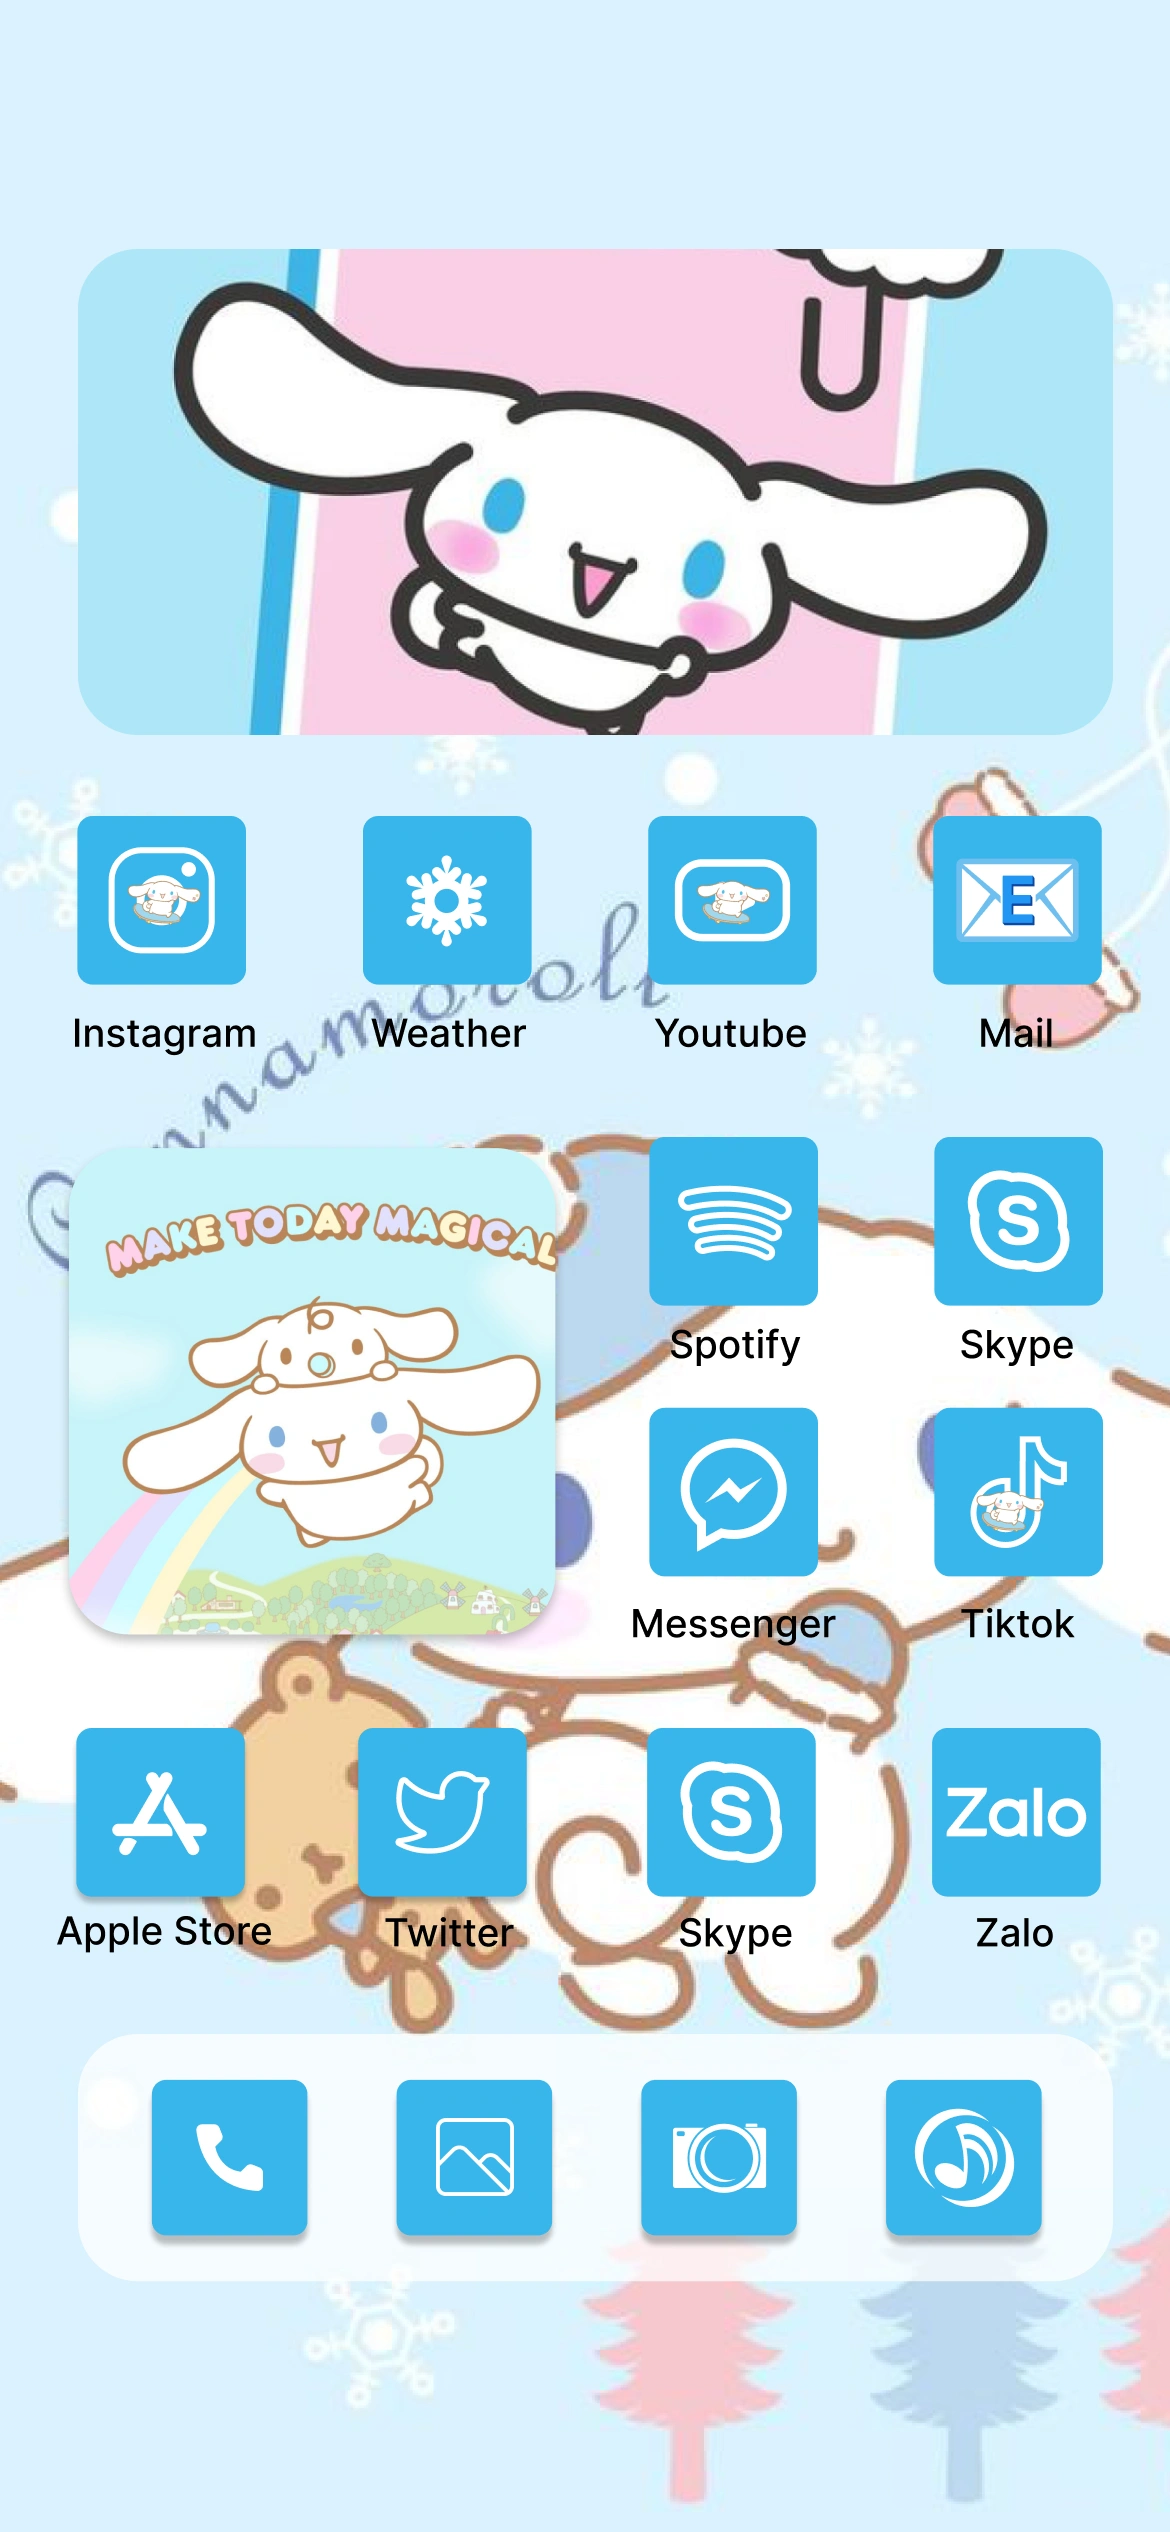 Instagram
Weather
Youtube
E
Mail
Cinnamoroll
MAKE TODAY MAGICAL
S
Spotify
Skype
Messenger
Tiktok
S
Zalo
Apple Store
Twitter
Skype
Zalo